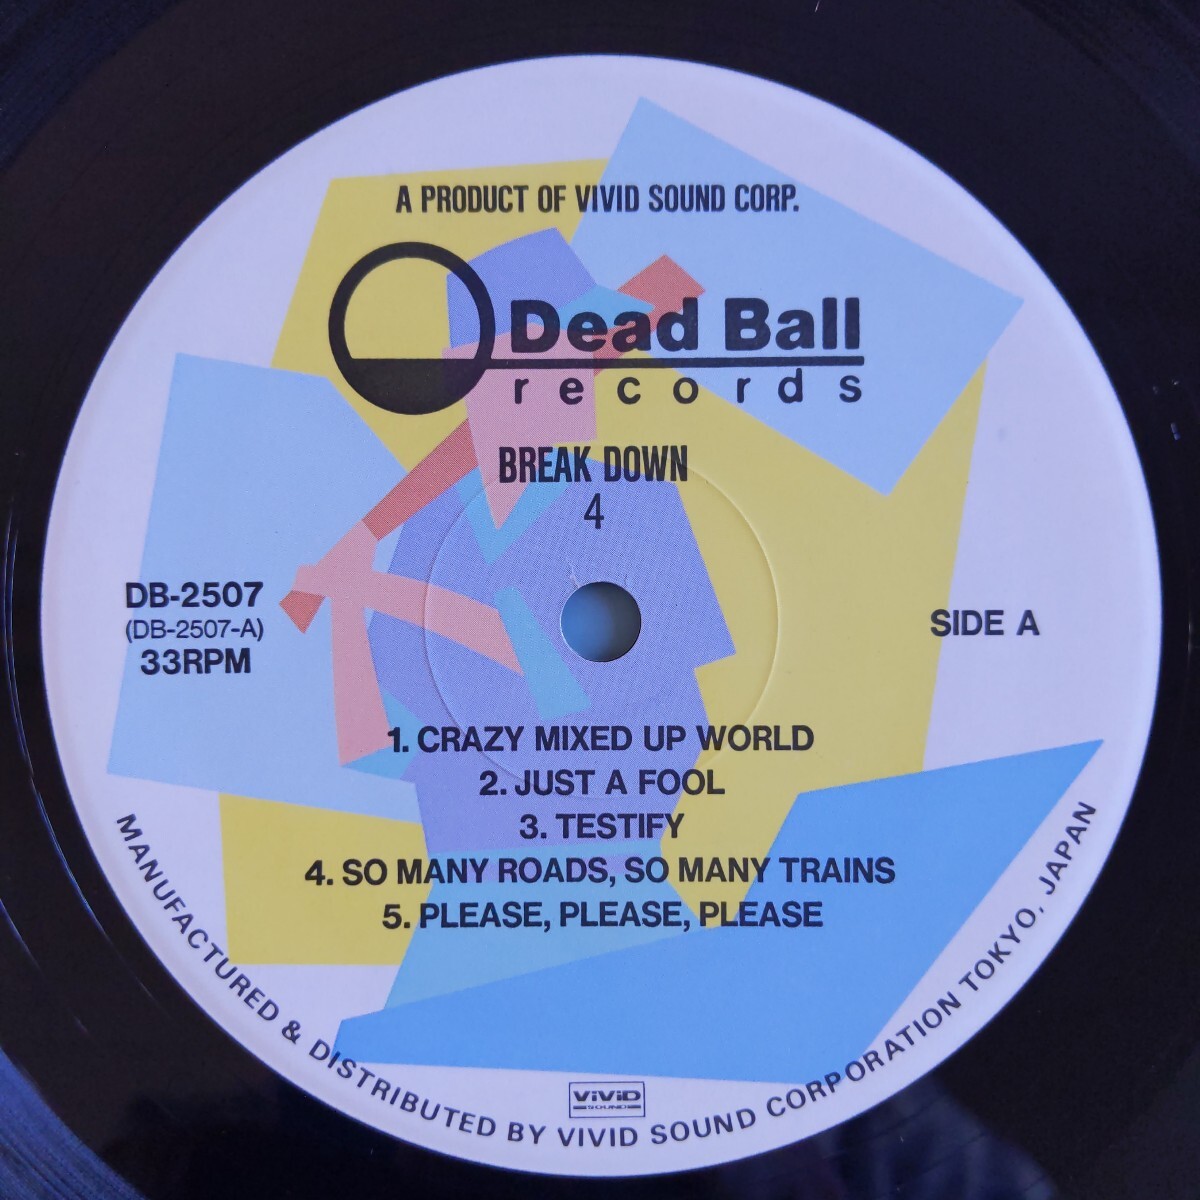 A PRODUCT OF VIVID SOUND CORP.
Dead Ball
records
BREAK DOWN
4
DB-2507
(DB-2507-A)
33RPM
SIDE A
1. CRAZY MIXED UP WORLD
2. JUST A FOOL
3. TESTIFY
4. SO MANY ROADS, SO MANY TRAINS
5. PLEASE, PLEASE, PLEASE
ViViD
SOUND
MANUFACTURED & DISTRIBUTED BY VIVID SOUND CORPORATION TOKYO, JAPAN